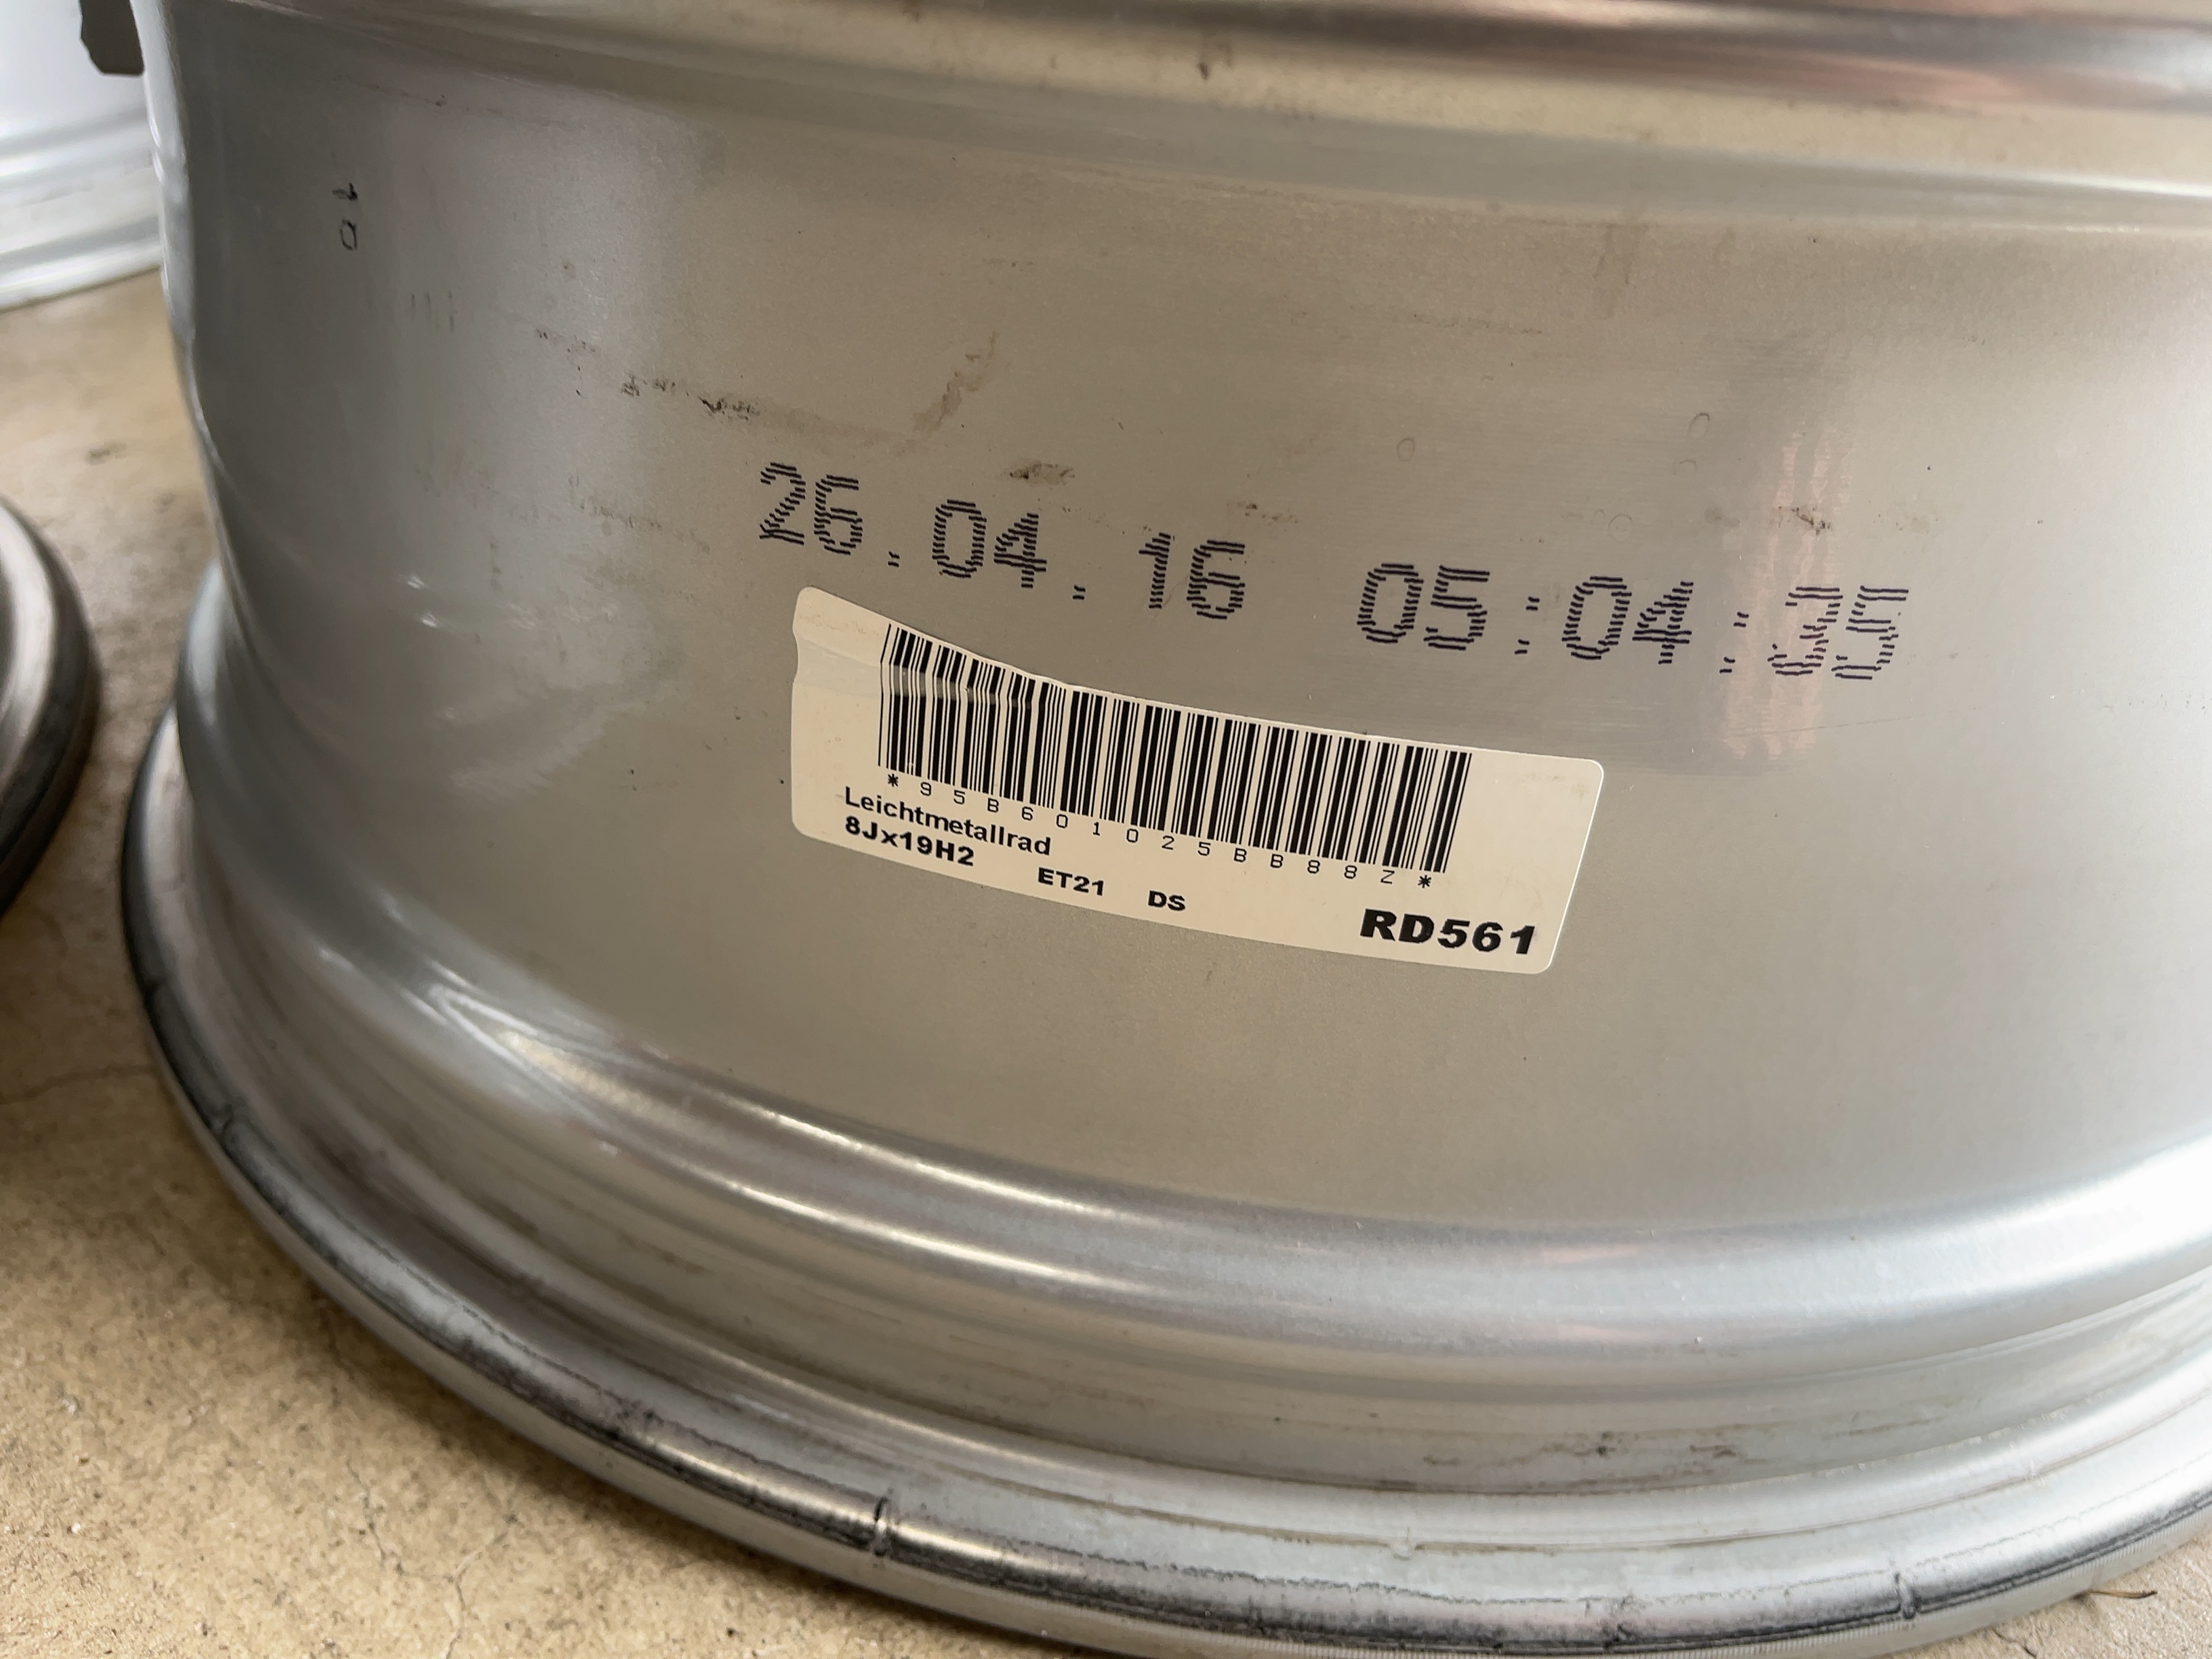 26.04.16 05:04:35
*95B601025BB88Z*
Leichtmetallrad
8Jx19H2 ET21 DS
RD561